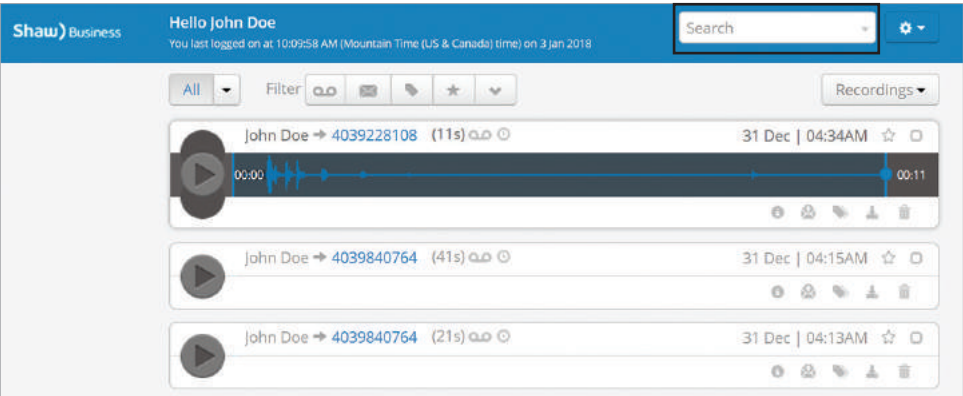 Shaw) Business
Hello John Doe
You last logged on at 10:09:58 AM (Mountain Time (US & Canada) time) on 3 Jan 2018
Search
All
Filter
Recordings
John Doe → 4039228108 (11s)
31 Dec | 04:34AM
00:00
00:11
John Doe → 4039840764 (41s)
31 Dec | 04:15AM
John Doe → 4039840764 (21s)
31 Dec | 04:13AM